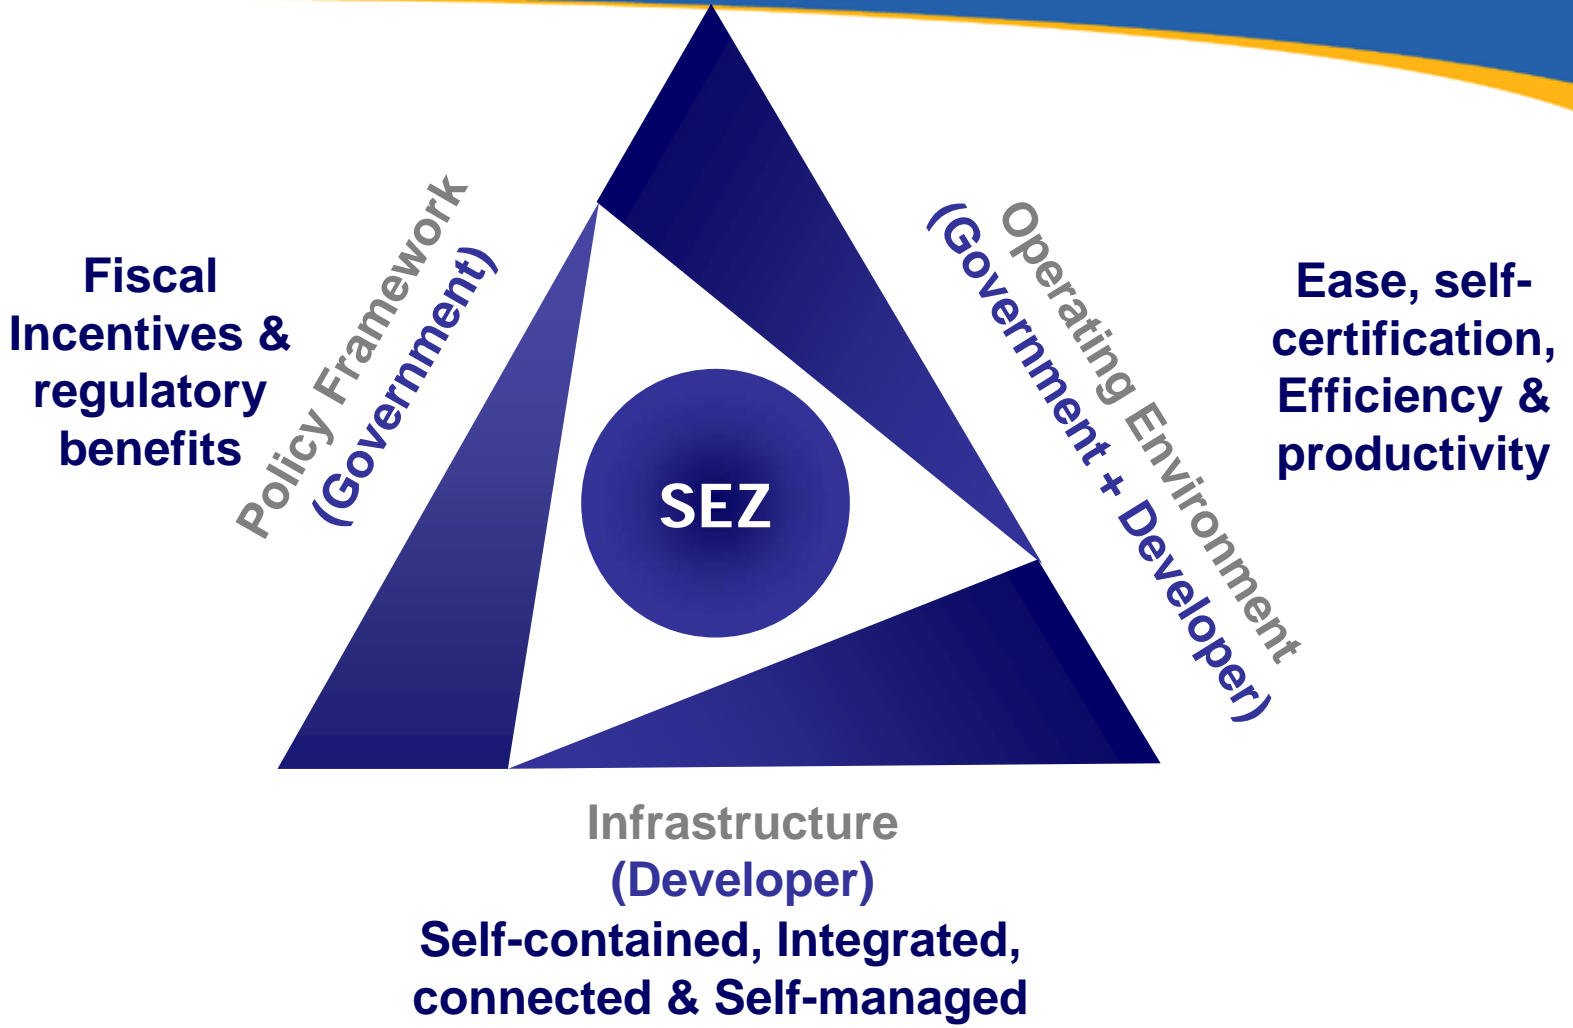 Fiscal
Incentives &
regulatory
benefits
Policy Framework
(Government)
SEZ
Operating Environment
(Government + Developer)
Ease, self-
certification,
Efficiency &
productivity
Infrastructure
(Developer)
Self-contained, Integrated,
connected & Self-managed